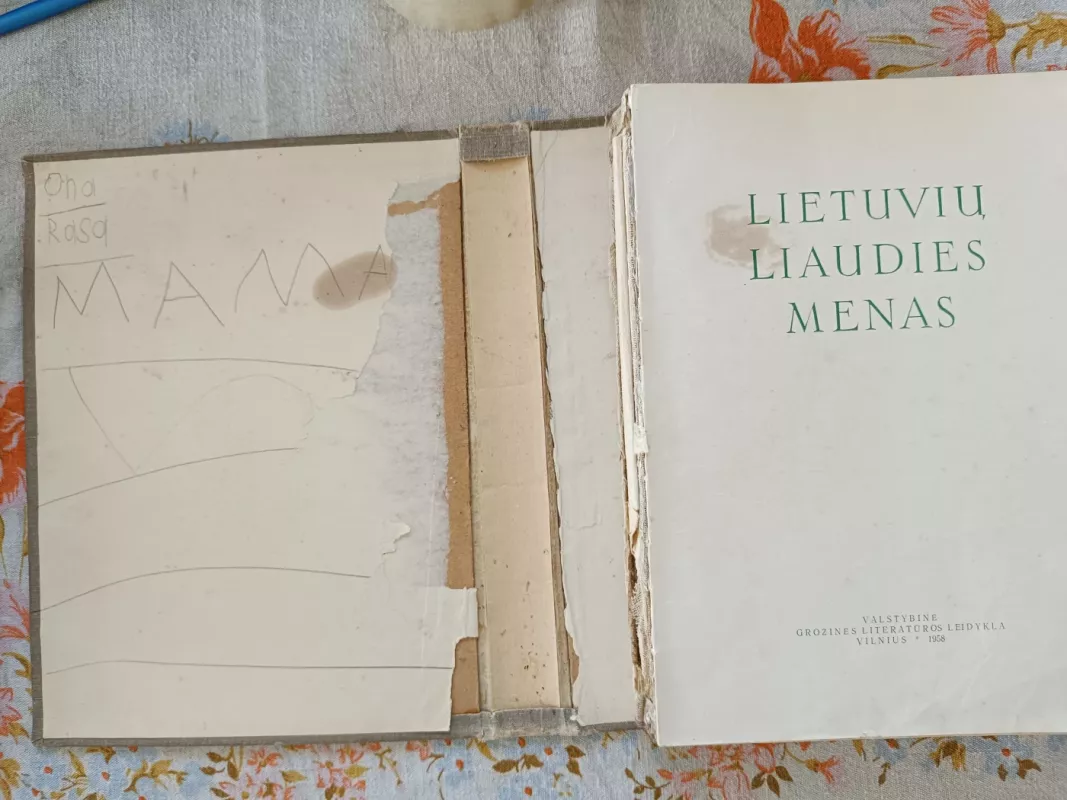 Ona
Rasa
MAMA
LIETUVIŲ
LIAUDIES
MENAS
VALSTYBINĖ
GROŽINĖS LITERATŪROS LEIDYKLA
VILNIUS * 1958